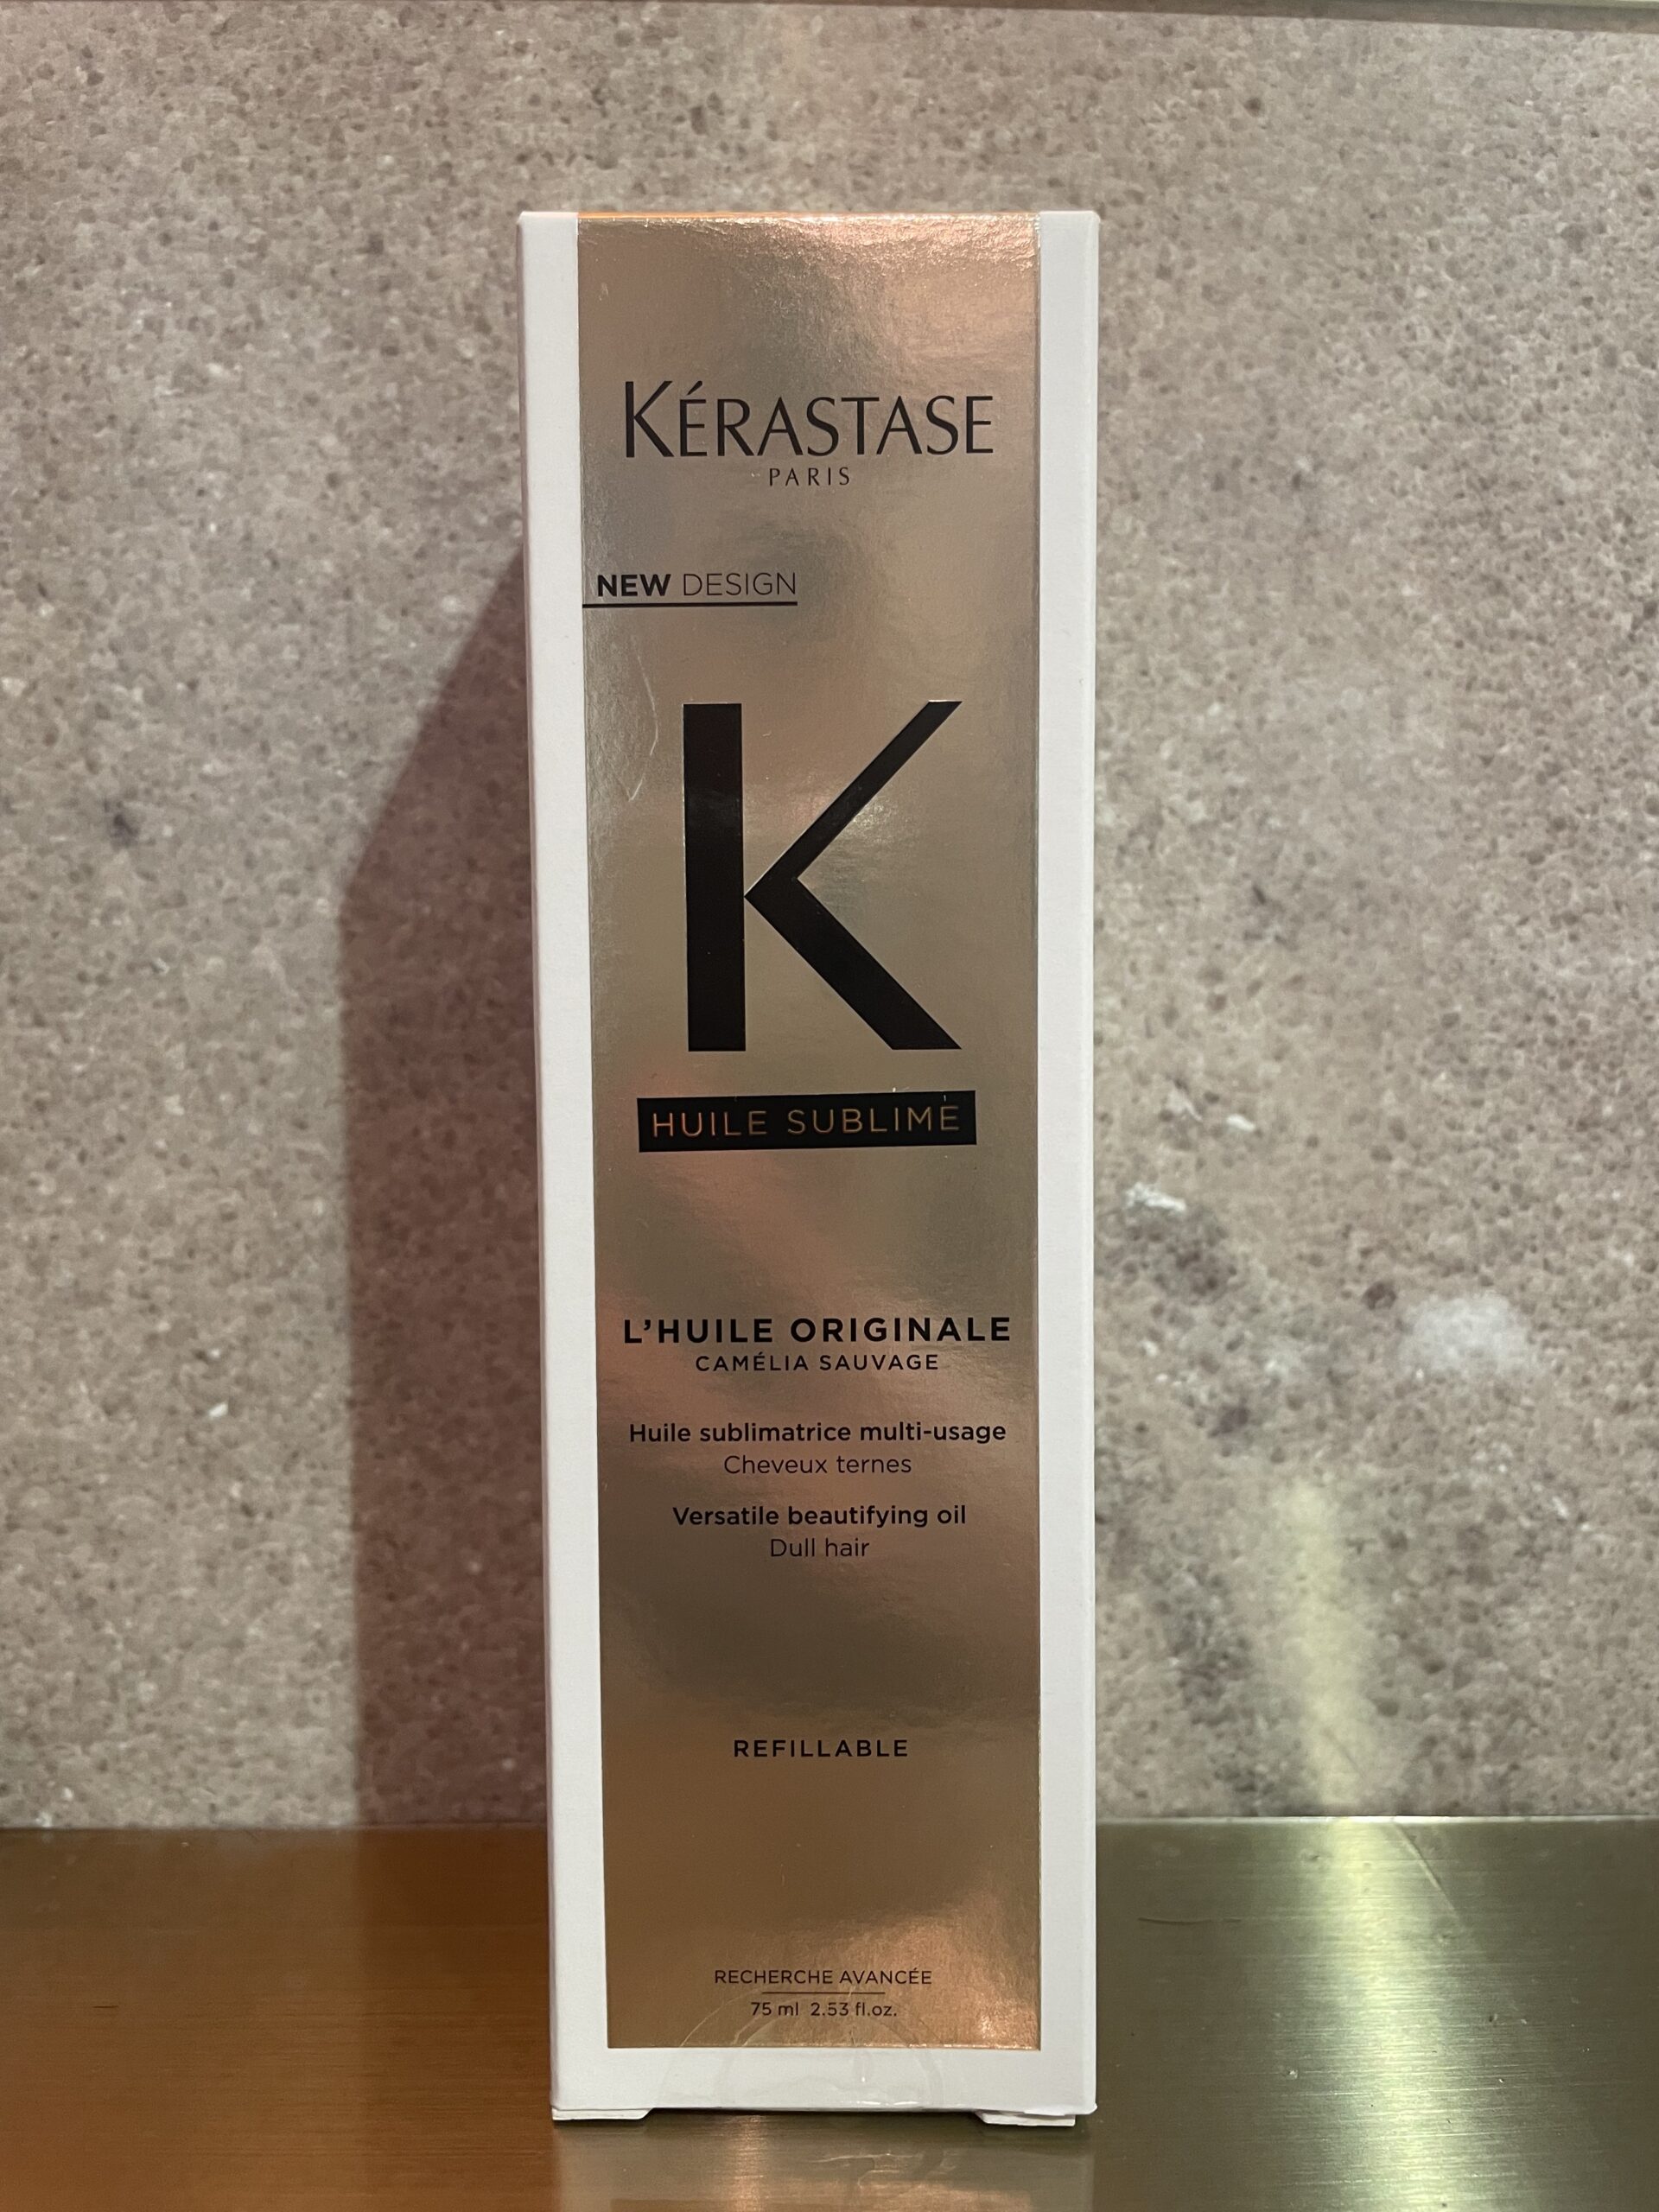 KÉRASTASE
PARIS
NEW DESIGN
K
HUILE SUBLIME
L'HUILE ORIGINALE
CAMÉLIA SAUVAGE
Huile sublimatrice multi-usage
Cheveux ternes
Versatile beautifying oil
Dull hair
REFILLABLE
RECHERCHE AVANCÉE
75 ml 2.53 fl.oz.